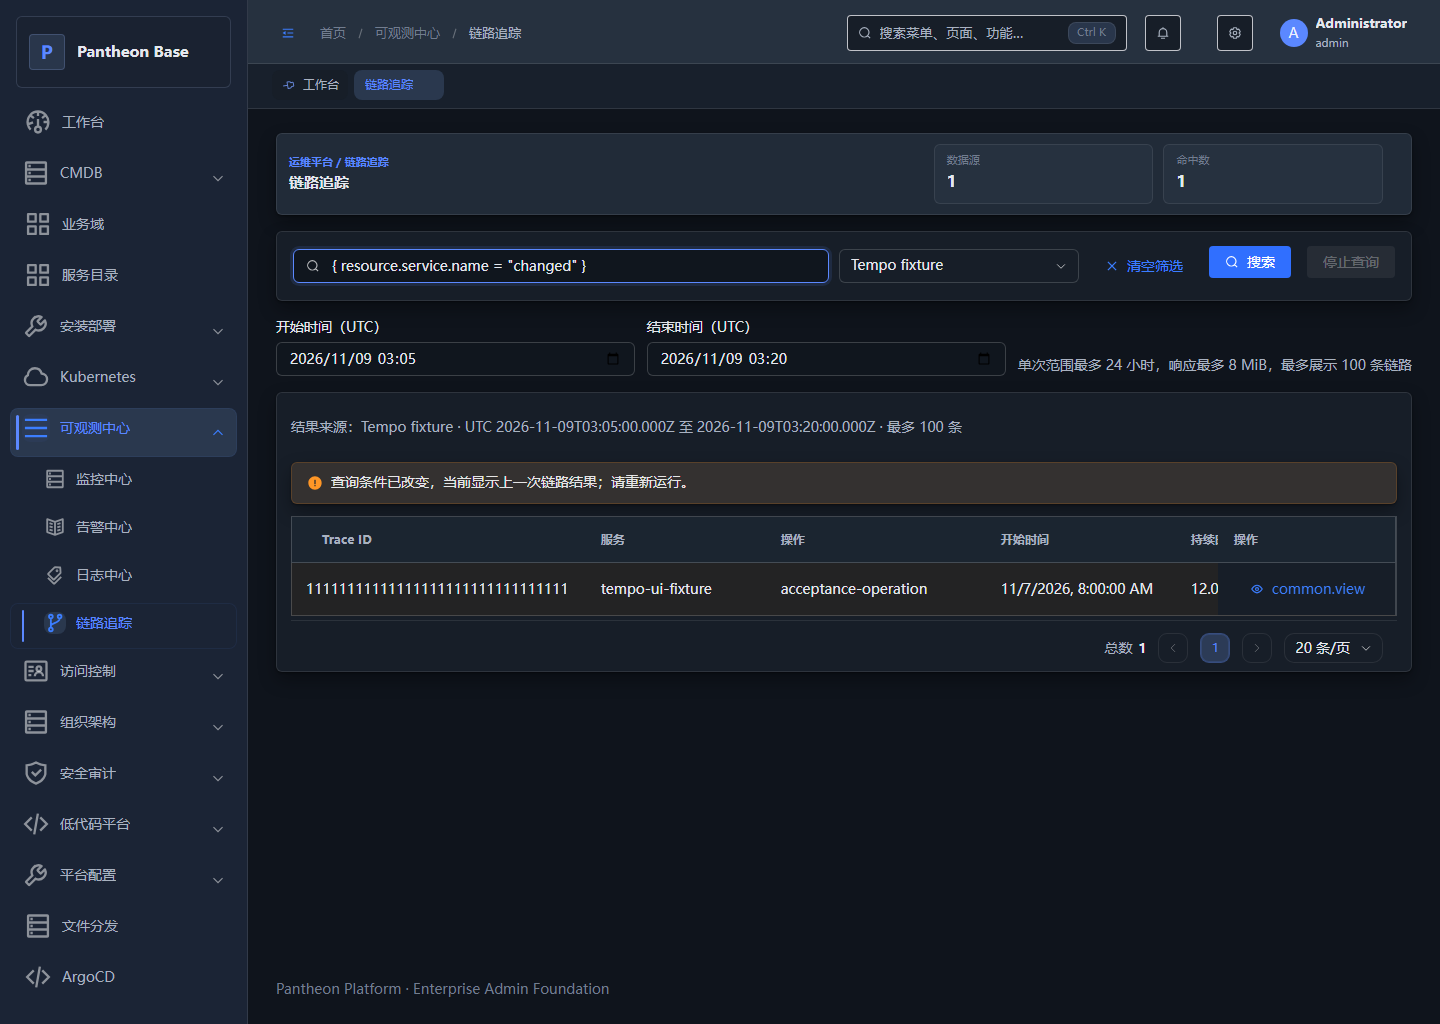 P Pantheon Base
工作台
CMDB
业务域
服务目录
安装部署
Kubernetes
可观测中心
监控中心
告警中心
日志中心
链路追踪
访问控制
组织架构
安全审计
低代码平台
平台配置
文件分发
ArgoCD
首页 / 可观测中心 / 链路追踪
搜索菜单、页面、功能... Ctrl K
A Administrator
admin
工作台 链路追踪
运维平台 / 链路追踪
链路追踪
数据源
1
命中数
1
{ resource.service.name = "changed" }
Tempo fixture
清空筛选
搜索
停止查询
开始时间（UTC）
2026/11/09 03:05
结束时间（UTC）
2026/11/09 03:20
单次范围最多 24 小时，响应最多 8 MiB，最多展示 100 条链路
结果来源：Tempo fixture · UTC 2026-11-09T03:05:00.000Z 至 2026-11-09T03:20:00.000Z · 最多 100 条
查询条件已改变，当前显示上一次链路结果；请重新运行。
Trace ID 服务 操作 开始时间 持续 操作
11111111111111111111111111111111 tempo-ui-fixture acceptance-operation 11/7/2026, 8:00:00 AM 12.0 common.view
总数 1 1 20 条/页
Pantheon Platform · Enterprise Admin Foundation